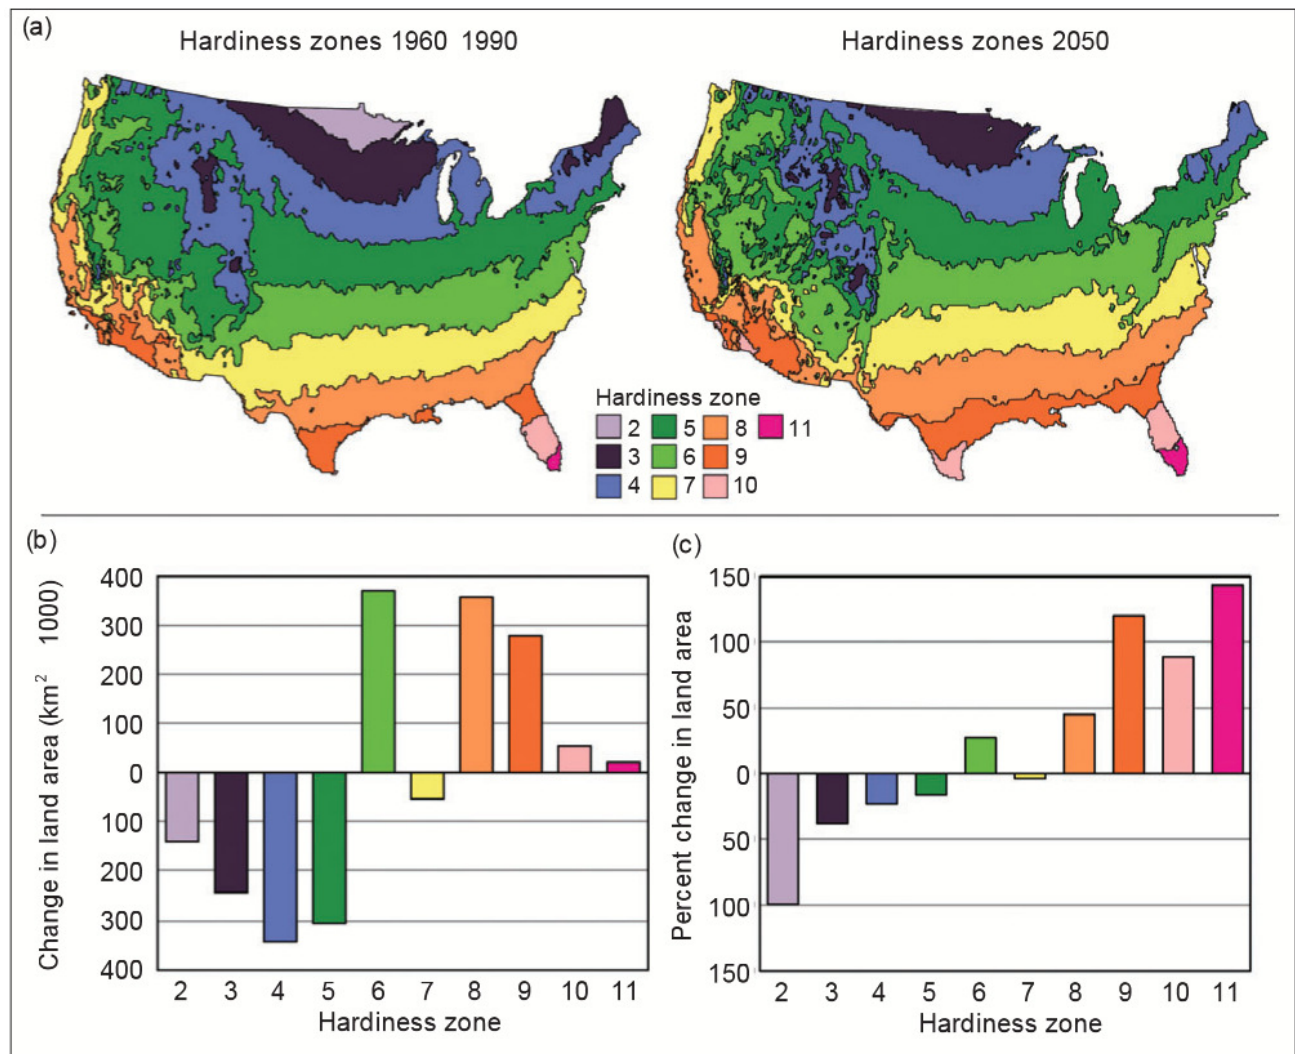 (a)
Hardiness zones 1960 1990
Hardiness zones 2050
Hardiness zone
2 5 8 11
3 6 9
4 7 10
(b)
Change in land area (km² 1000)
400
300
200
100
0
100
200
300
400
2 3 4 5 6 7 8 9 10 11
Hardiness zone
(c)
Percent change in land area
150
100
50
0
50
100
150
2 3 4 5 6 7 8 9 10 11
Hardiness zone